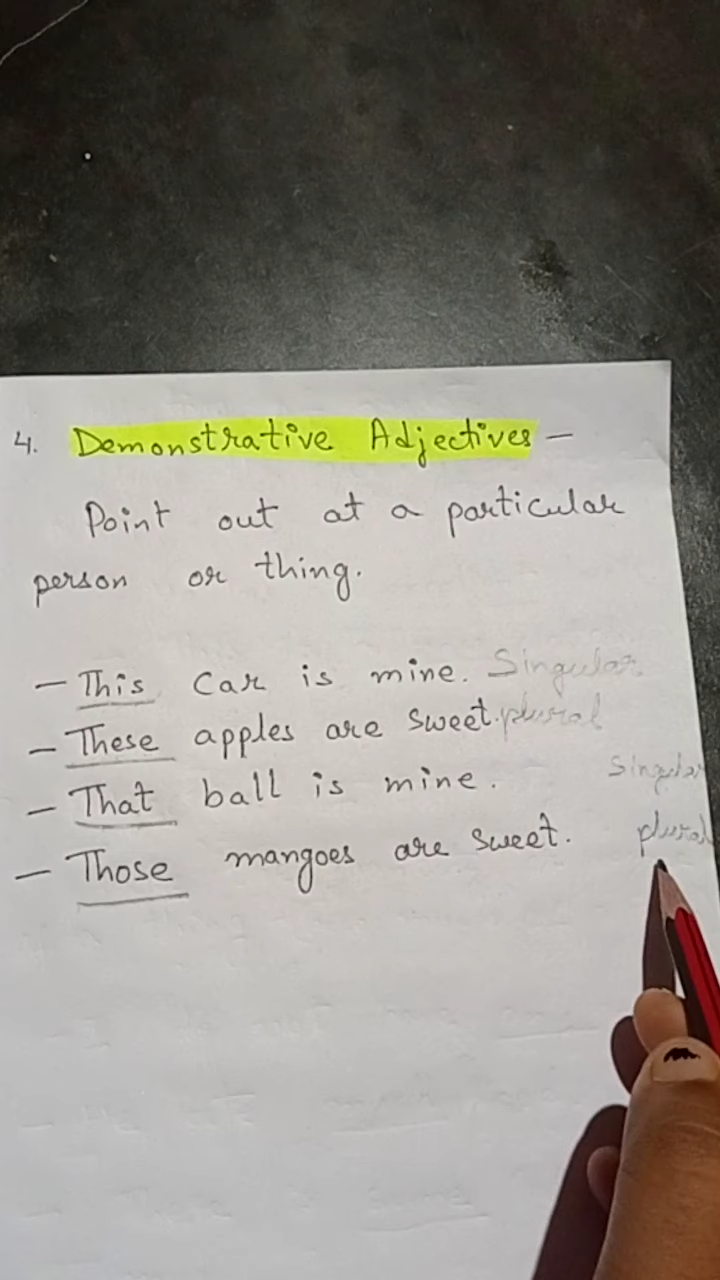 4. Demonstrative Adjectives –
Point out at a particular
person or thing.
– This car is mine. Singular
– These apples are sweet. plural
– That ball is mine. Singular
– Those mangoes are sweet. plural